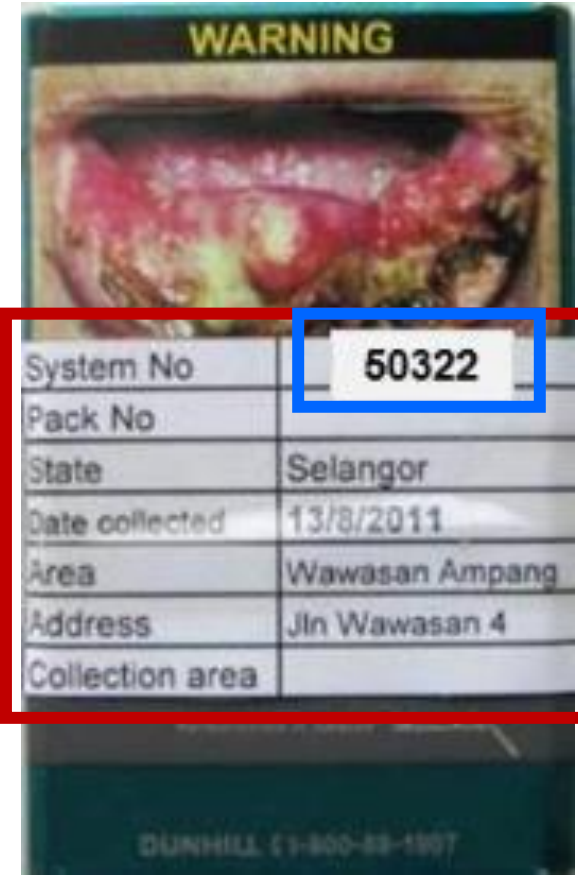 WARNING
System No 50322
Pack No
State Selangor
Date collected 13/8/2011
Area Wawasan Ampang
Address Jln Wawasan 4
Collection area
DUNHILL